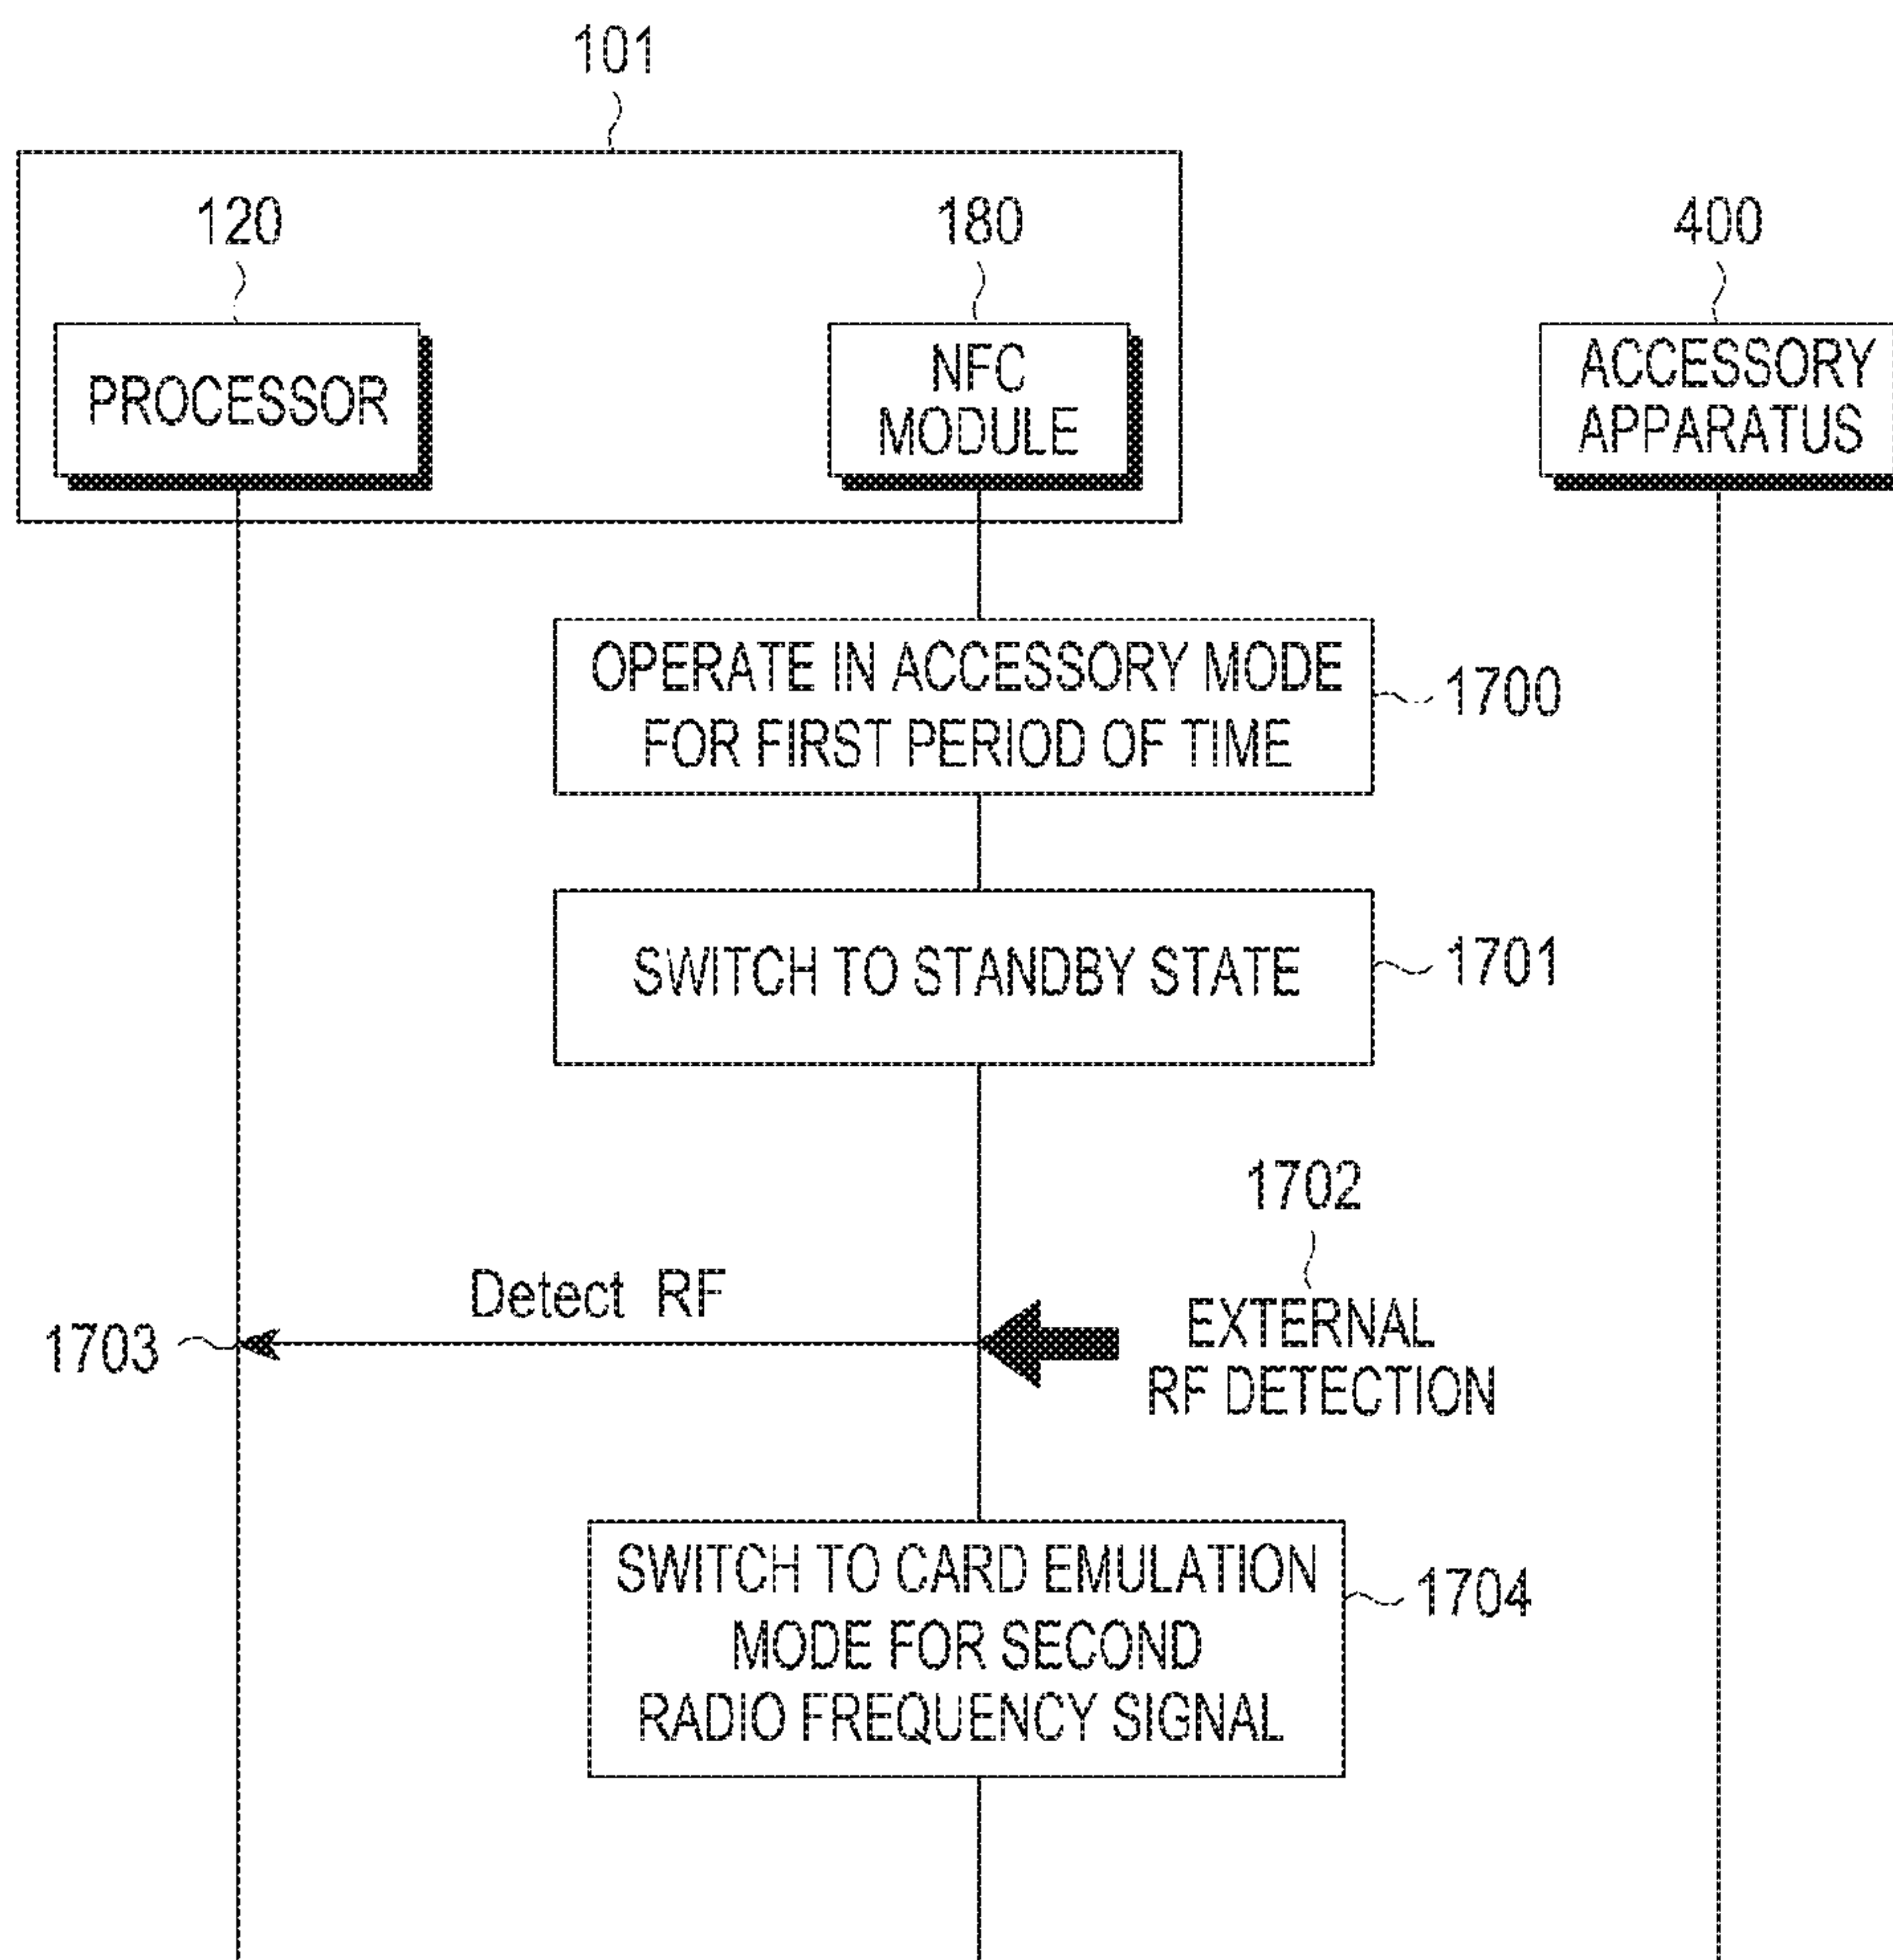 101
120
180
400
PROCESSOR
NFC
MODULE
ACCESSORY
APPARATUS
OPERATE IN ACCESSORY MODE
FOR FIRST PERIOD OF TIME
1700
SWITCH TO STANDBY STATE
1701
1702
Detect RF
EXTERNAL
RF DETECTION
1703
SWITCH TO CARD EMULATION
MODE FOR SECOND
RADIO FREQUENCY SIGNAL
1704